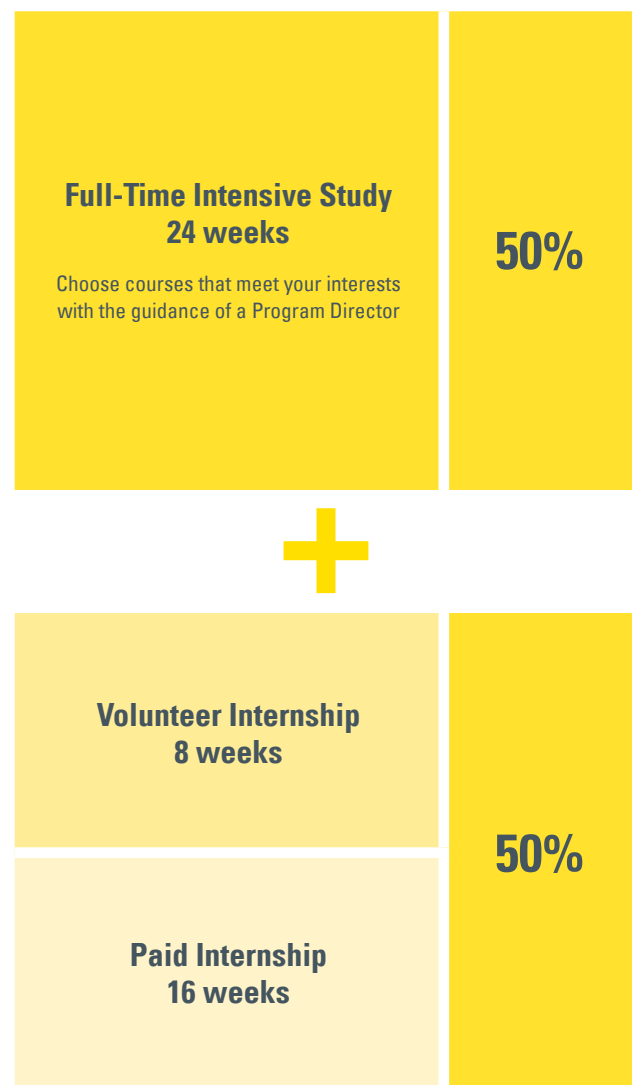 Full-Time Intensive Study
24 weeks
Choose courses that meet your interests
with the guidance of a Program Director
50%
+
Volunteer Internship
8 weeks
50%
Paid Internship
16 weeks